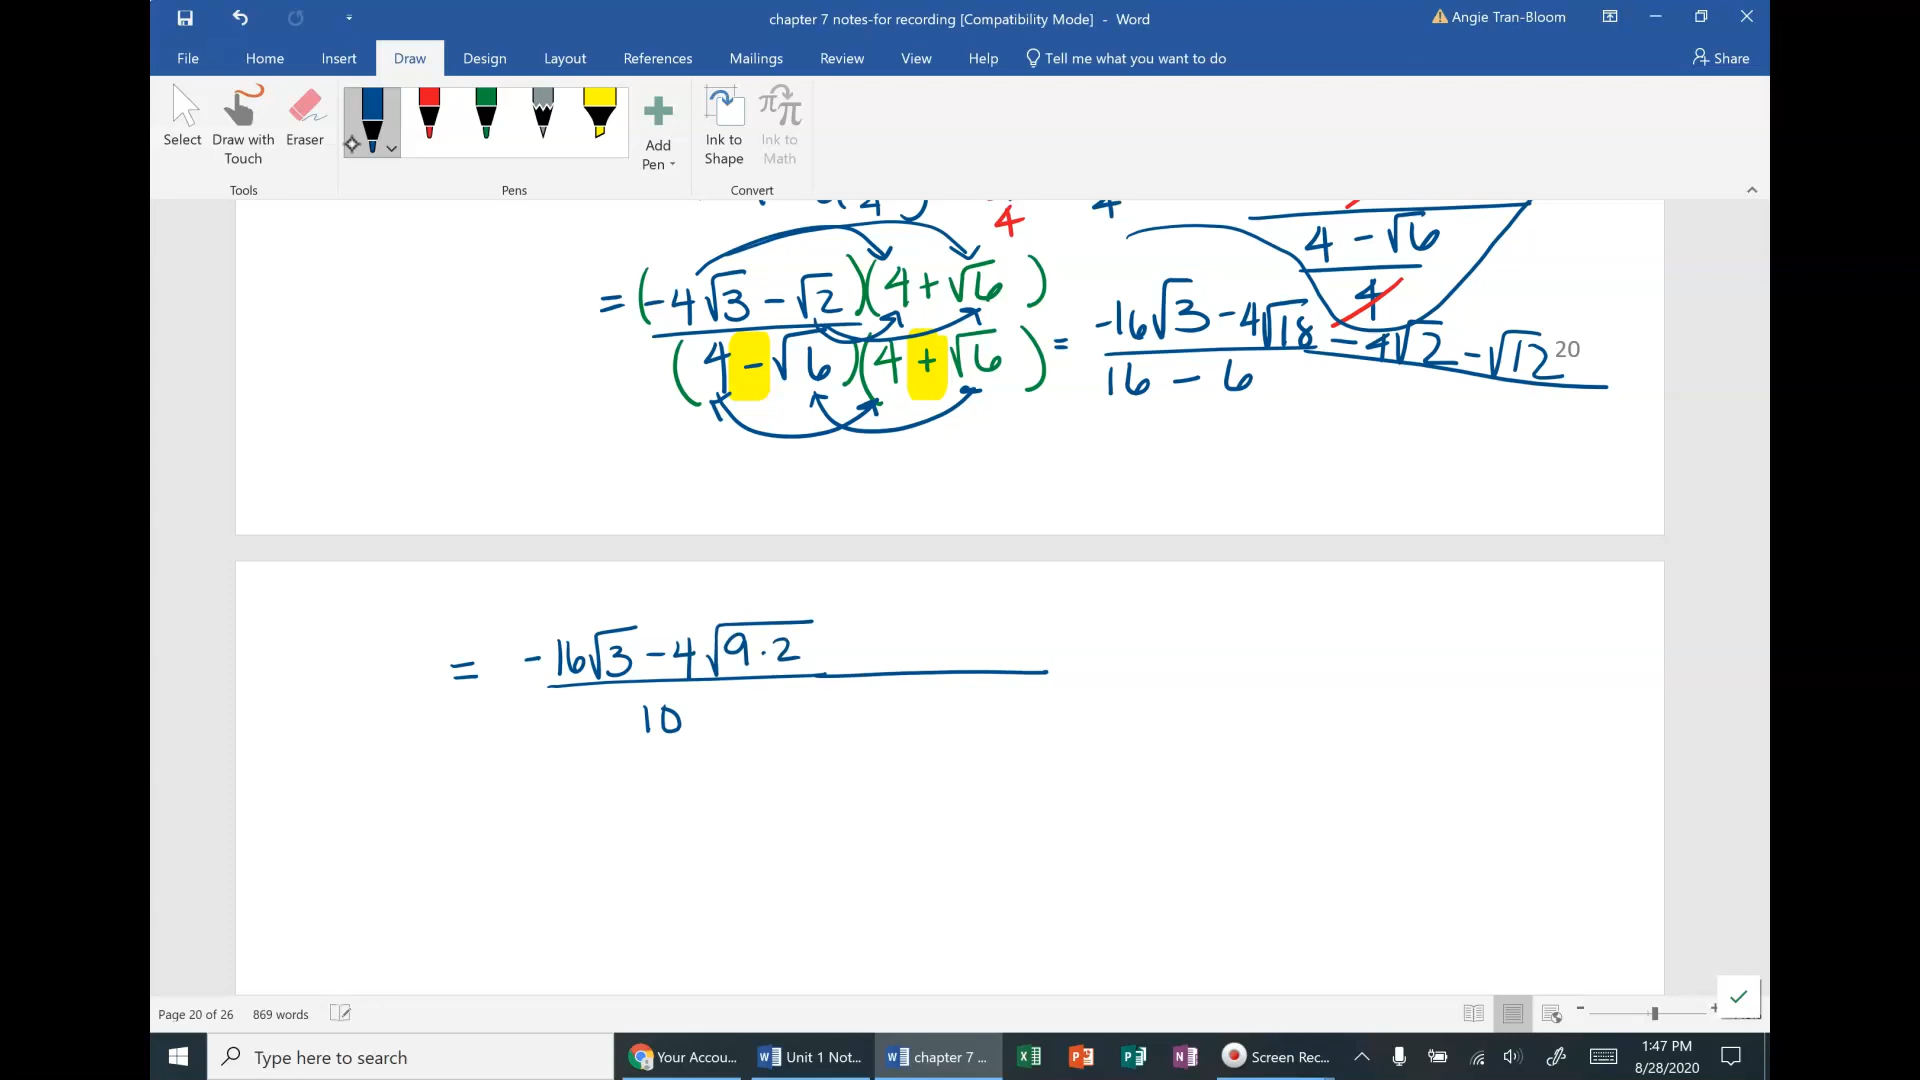 chapter 7 notes-for recording [Compatibility Mode] - Word
Angie Tran-Bloom
File Home Insert Draw Design Layout References Mailings Review View Help Tell me what you want to do Share
Select
Draw with Touch
Eraser
Add Pen
Ink to Shape
Ink to Math
Tools
Pens
Convert
4 4 4
4 - √6
4
= (-4√3 - √2)(4 + √6)
(4 - √6)(4 + √6)
= -16√3 - 4√18 - 4√2 - √12
16 - 6
20
= -16√3 - 4√9·2
10
Page 20 of 26 869 words
- +
Type here to search
Your Accou...
Unit 1 Not...
chapter 7 ...
Screen Rec...
1:47 PM
8/28/2020